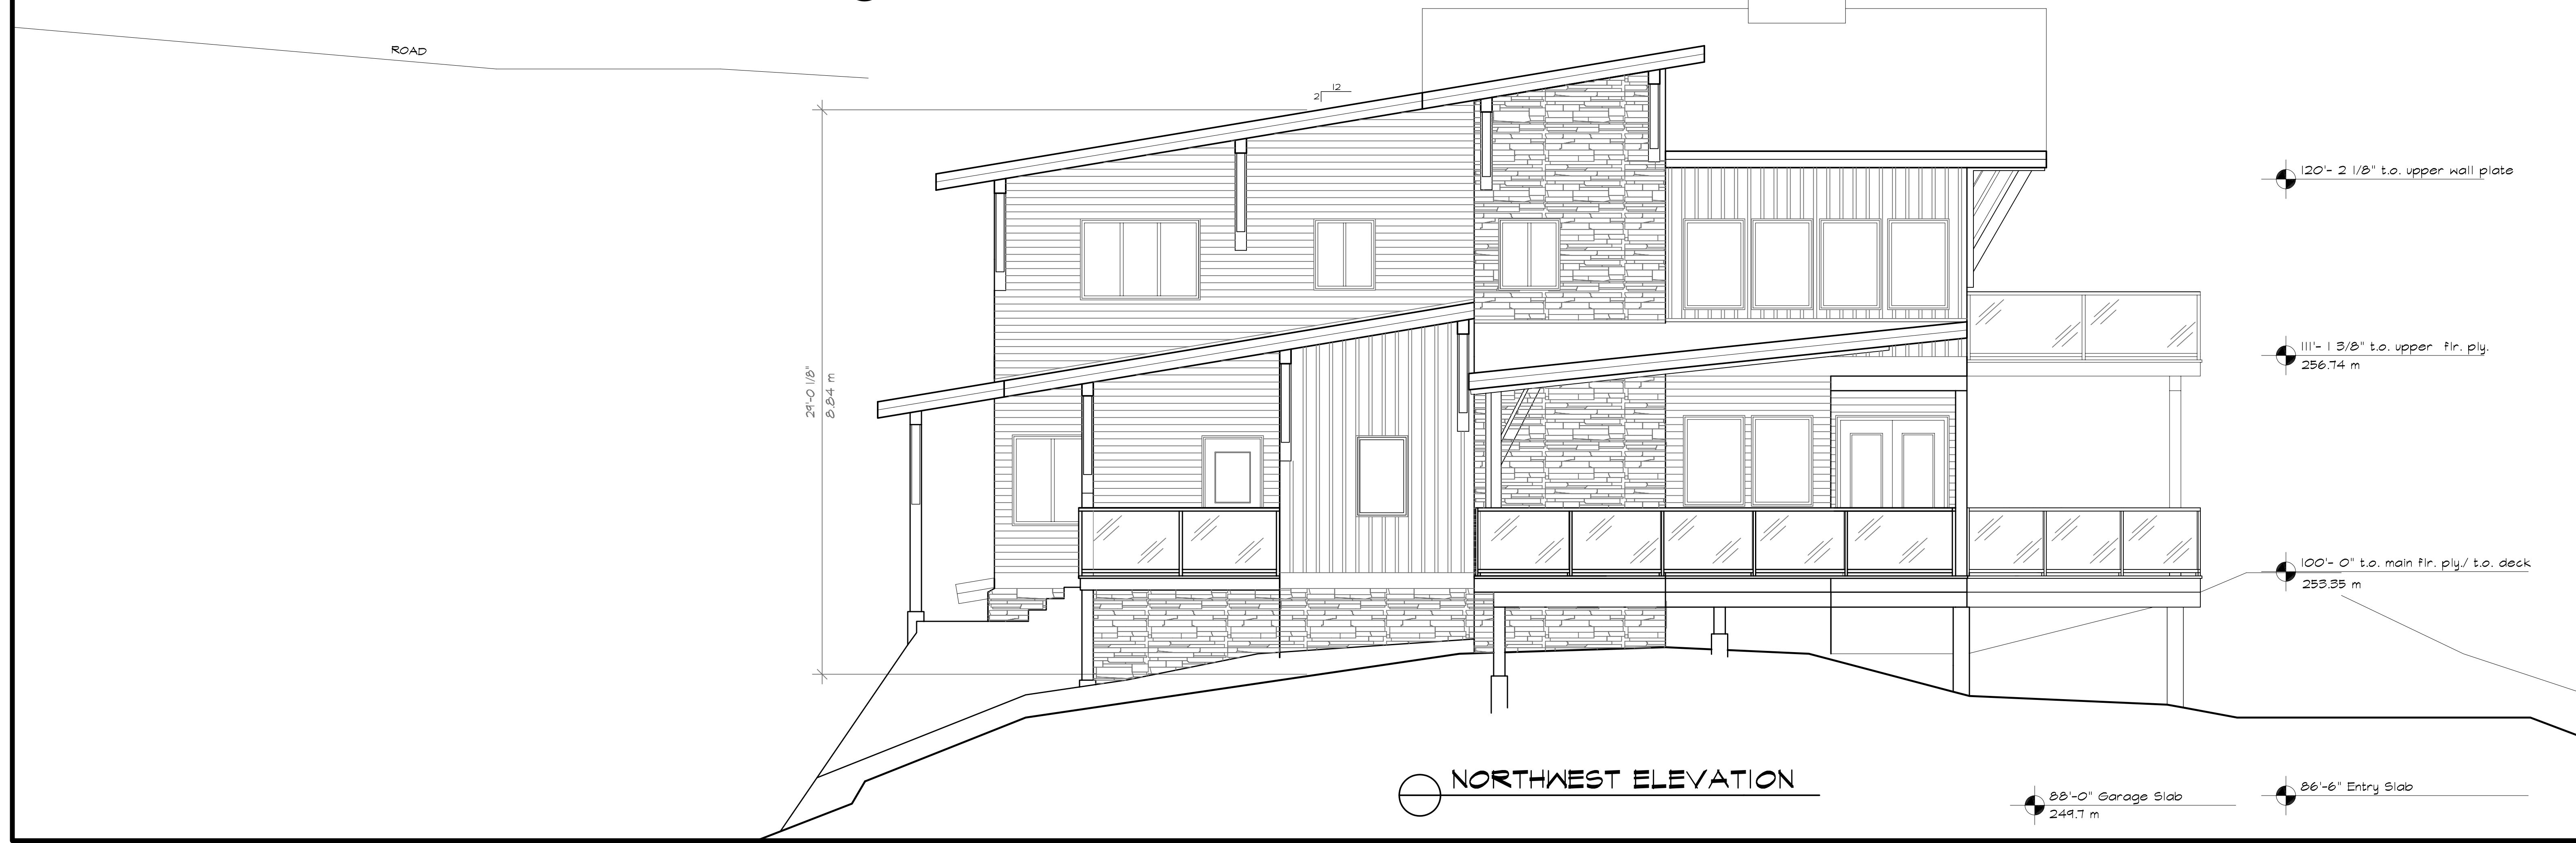 ROAD
12
2
120'- 2 1/8" t.o. upper wall plate
111'- 1 3/8" t.o. upper flr. ply.
256.74 m
29'-0 1/8"
8.84 m
100'- 0" t.o. main flr. ply./ t.o. deck
253.35 m
NORTHWEST ELEVATION
88'-0" Garage Slab
249.7 m
86'-6" Entry Slab